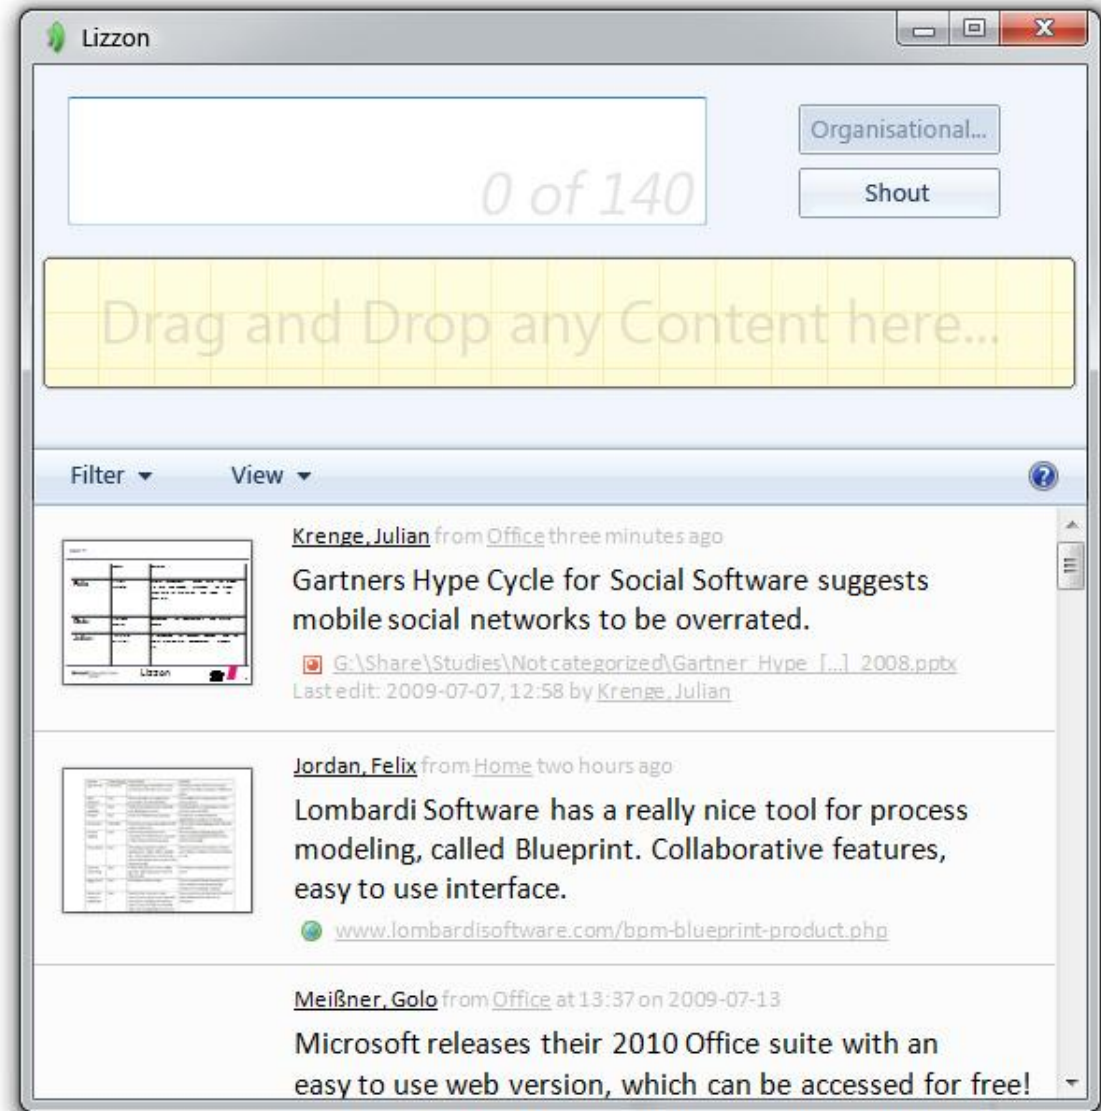 Lizzon
Organisational...
0 of 140
Shout
Drag and Drop any Content here...
Filter View
Krenge, Julian from Office three minutes ago
Gartners Hype Cycle for Social Software suggests
mobile social networks to be overrated.
G:\Share\Studies\Not categorized\Gartner Hype [...] 2008.pptx
Last edit: 2009-07-07, 12:58 by Krenge, Julian
Lizzon
Jordan, Felix from Home two hours ago
Lombardi Software has a really nice tool for process
modeling, called Blueprint. Collaborative features,
easy to use interface.
www.lombardisoftware.com/bpm-blueprint-product.php
Meißner, Golo from Office at 13:37 on 2009-07-13
Microsoft releases their 2010 Office suite with an
easy to use web version, which can be accessed for free!